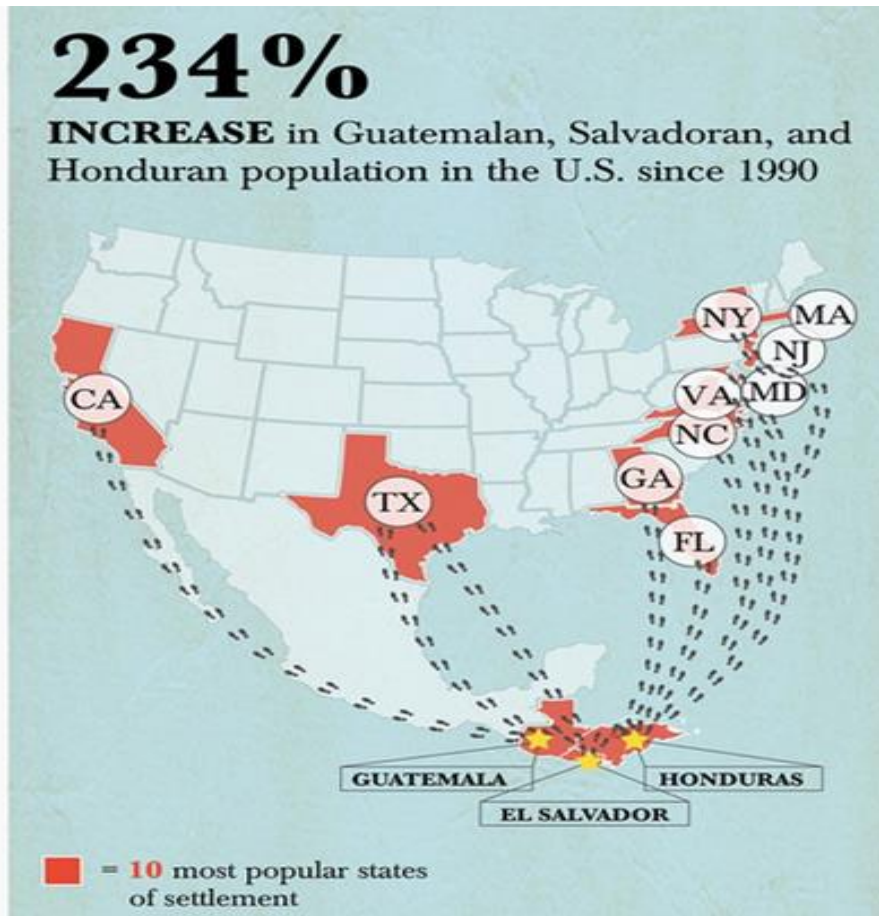 234%
INCREASE in Guatemalan, Salvadoran, and
Honduran population in the U.S. since 1990
NY
MA
NJ
CA
VA
MD
NC
GA
TX
FL
GUATEMALA
HONDURAS
EL SALVADOR
= 10 most popular states
of settlement